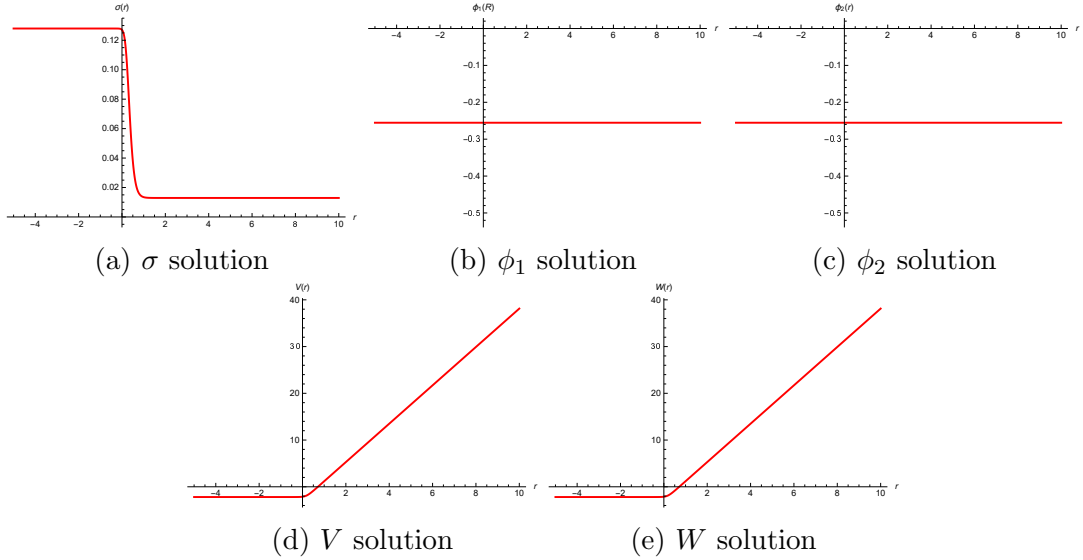 σ(r)
0.12
0.10
0.08
0.06
0.04
0.02
-4 -2 0 2 4 6 8 10 r
(a) σ solution
ϕ₁(R)
-4 -2 2 4 6 8 10 r
-0.1
-0.2
-0.3
-0.4
-0.5
(b) ϕ₁ solution
ϕ₂(r)
-4 -2 2 4 6 8 10 r
-0.1
-0.2
-0.3
-0.4
-0.5
(c) ϕ₂ solution
V(r)
40
30
20
10
-4 -2 0 2 4 6 8 10 r
(d) V solution
W(r)
40
30
20
10
-4 -2 0 2 4 6 8 10 r
(e) W solution